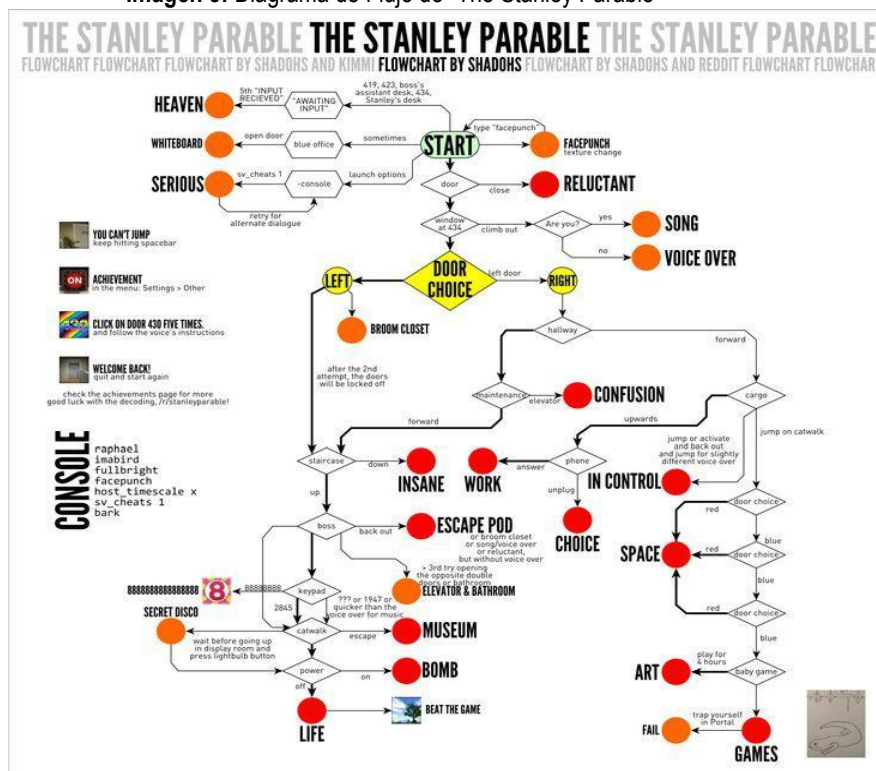 Imagen 6. Diagrama de Flujo de "The Stanley Parable"
THE STANLEY PARABLE THE STANLEY PARABLE THE STANLEY PARABLE
FLOWCHART FLOWCHART FLOWCHART BY SHADOHS AND KIMMI FLOWCHART BY SHADOHS FLOWCHART BY SHADOHS AND REDDIT FLOWCHART FLOWCHAR
HEAVEN
5th "INPUT
RECIEVED"
"AWAITING
INPUT"
419, 423, boss's
assistant desk, 434,
Stanley's desk
WHITEBOARD
open door
blue office
sometimes
START
type "facepunch"
FACEPUNCH
texture change
SERIOUS
sv_cheats 1
-console
launch options
retry for
alternate dialogue
door
close
RELUCTANT
window
at 434
climb out
Are you?
yes
SONG
no
VOICE OVER
YOU CAN'T JUMP
keep hitting spacebar
ON
ACHIEVEMENT
in the menu: Settings > Other
430
CLICK ON DOOR 430 FIVE TIMES.
and follow the voice's instructions
WELCOME BACK!
quit and start again
check the achievements page for more
good luck with the decoding, /r/stanleyparable!
LEFT
DOOR
CHOICE
left door
RIGHT
BROOM CLOSET
hallway
forward
after the 2nd
attempt, the doors
will be locked off
maintenance
elevator
CONFUSION
cargo
forward
upwards
jump on catwalk
jump or activate
and back out
and jump for slightly
different voice over
CONSOLE
raphael
imabird
fullbright
facepunch
host_timescale x
sv_cheats 1
bark
staircase
down
INSANE
WORK
answer
phone
IN CONTROL
up
unplug
CHOICE
door choice
red
blue
boss
back out
ESCAPE POD
or broom closet
or song/voice over
or reluctant,
but without voice over
SPACE
red
door choice
blue
> 3rd try opening
the opposite double
doors or bathroom
ELEVATOR & BATHROOM
8888888888888888
8
88888888
keypad
2845
??? or 1947 or
quicker than the
voice over for music
red
door choice
blue
SECRET DISCO
catwalk
escape
MUSEUM
wait before going up
in display room and
press lightbulb button
power
on
BOMB
off
ART
play for
4 hours
baby game
LIFE
BEAT THE GAME
FAIL
trap yourself
in Portal
GAMES